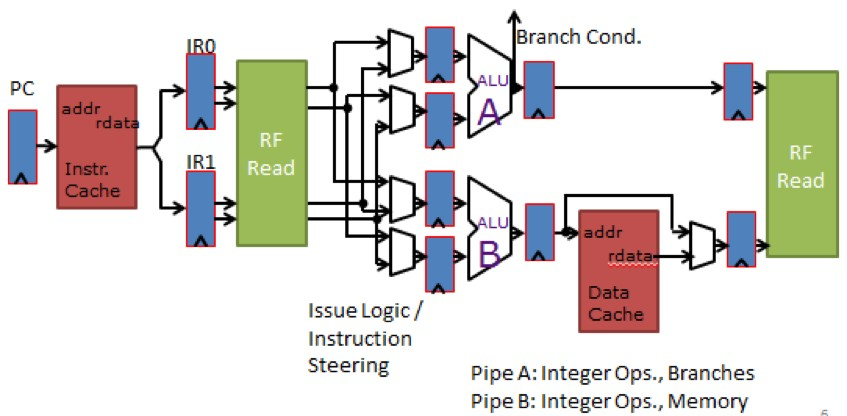 PC
addr
rdata
Instr.
Cache
IR0
IR1
RF
Read
Issue Logic /
Instruction
Steering
ALU
A
ALU
B
Branch Cond.
addr
rdata
Data
Cache
RF
Read
Pipe A: Integer Ops., Branches
Pipe B: Integer Ops., Memory